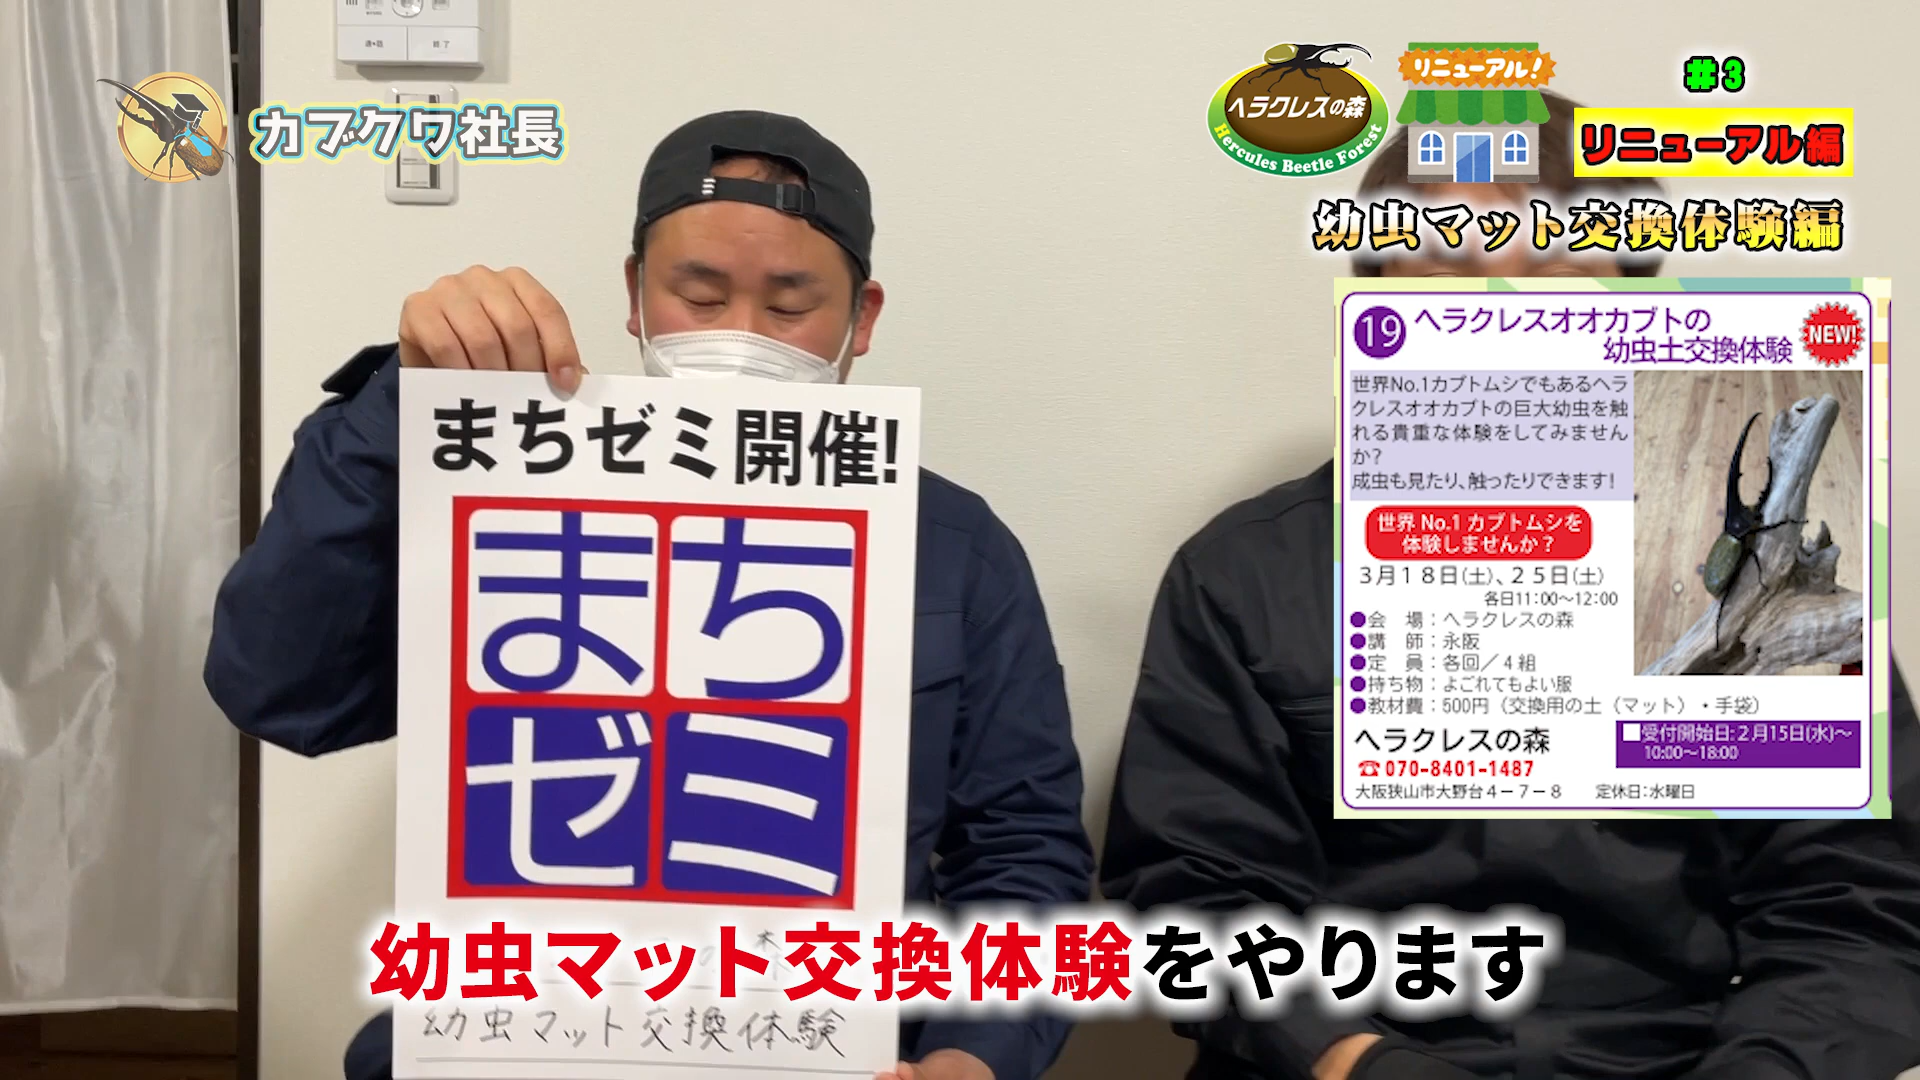 カブクワ社長
ヘラクレスの森
Hercules Beetle Forest
リニューアル!
#3
リニューアル編
幼虫マット交換体験編
19 ヘラクレスオオカブトの
幼虫土交換体験
NEW!
世界No.1カブトムシでもあるヘラ
クレスオオカブトの巨大幼虫を触
れる貴重な体験をしてみません
か?
成虫も見たり、触ったりできます!
世界 No.1 カブトムシを
体験しませんか?
3月18日(土)、25日(土)
各日11:00~12:00
●会 場:ヘラクレスの森
●講 師:永阪
●定 員:各回/4組
●持ち物:よごれてもよい服
●教材費:500円(交換用の土(マット)・手袋)
ヘラクレスの森
■受付開始日:2月15日(水)~
10:00~18:00
☎070-8401-1487
大阪狭山市大野台4-7-8 定休日:水曜日
まちゼミ開催!
まち
ゼミ
幼虫マット交換体験をやります
幼虫マット交換体験